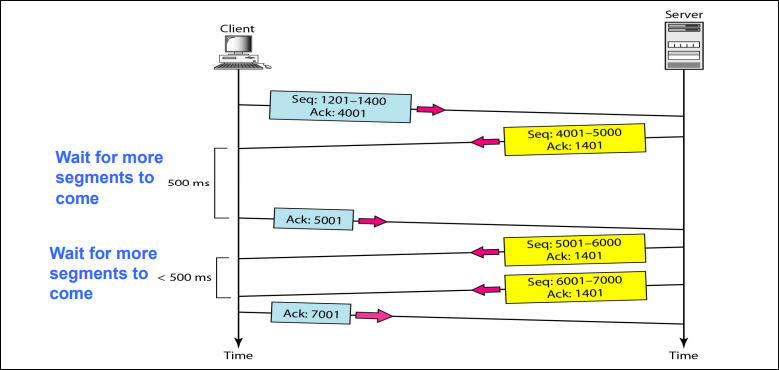 Client
Server
Seq: 1201–1400
Ack: 4001
Seq: 4001–5000
Ack: 1401
Wait for more
segments to
come
500 ms
Ack: 5001
Seq: 5001–6000
Ack: 1401
Wait for more
segments to
come
< 500 ms
Seq: 6001–7000
Ack: 1401
Ack: 7001
Time
Time